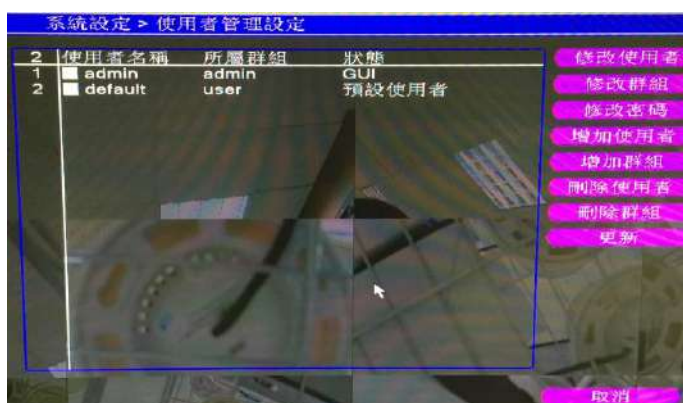 系統設定 > 使用者管理設定
2 使用者名稱 所屬群組 狀態
1 admin admin GUI
2 default user 預設使用者
修改使用者
修改群組
修改密碼
增加使用者
增加群組
刪除使用者
刪除群組
更新
取消